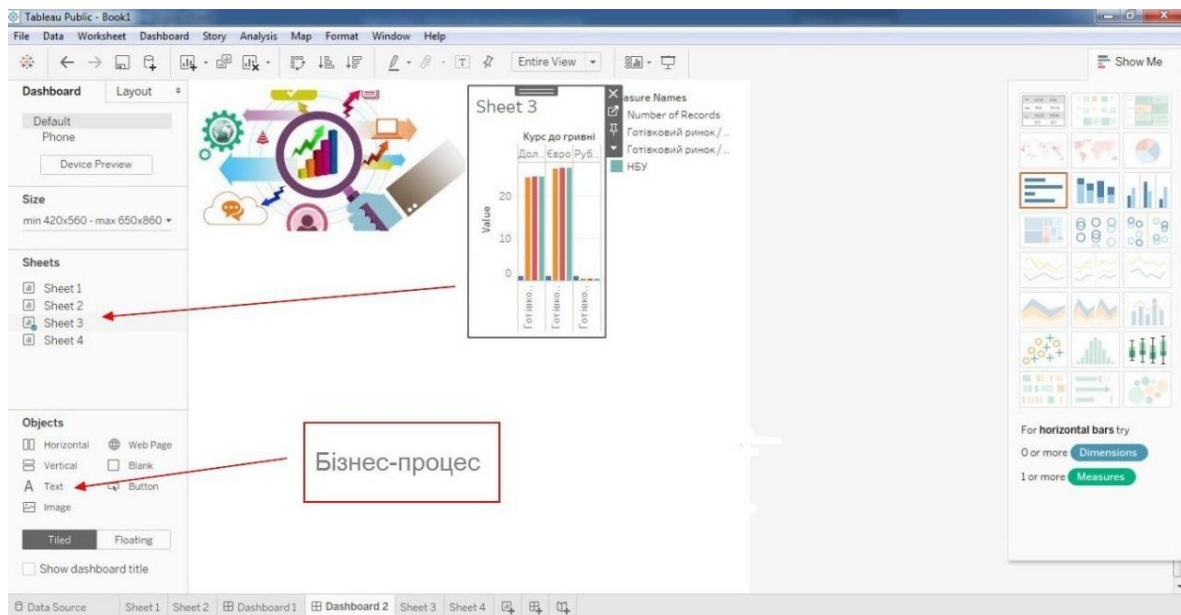 Tableau Public - Book1
File Data Worksheet Dashboard Story Analysis Map Format Window Help
Entire View
Show Me
Dashboard Layout
Default
Phone
Device Preview
Size
min 420x560 - max 650x860
Sheets
Sheet 1
Sheet 2
Sheet 3
Sheet 4
Objects
Horizontal Web Page
Vertical Blank
A Text Button
Image
Tiled Floating
Show dashboard title
Sheet 3
Курс до гривні
Дол.. Євро Руб..
Value
20
10
0
Готівко.. Готівко.. Готівко..
asure Names
Number of Records
Готівковий ринок / ..
Готівковий ринок / ..
НБУ
Бізнес-процес
For horizontal bars try
0 or more Dimensions
1 or more Measures
Data Source Sheet 1 Sheet 2 Dashboard 1 Dashboard 2 Sheet 3 Sheet 4